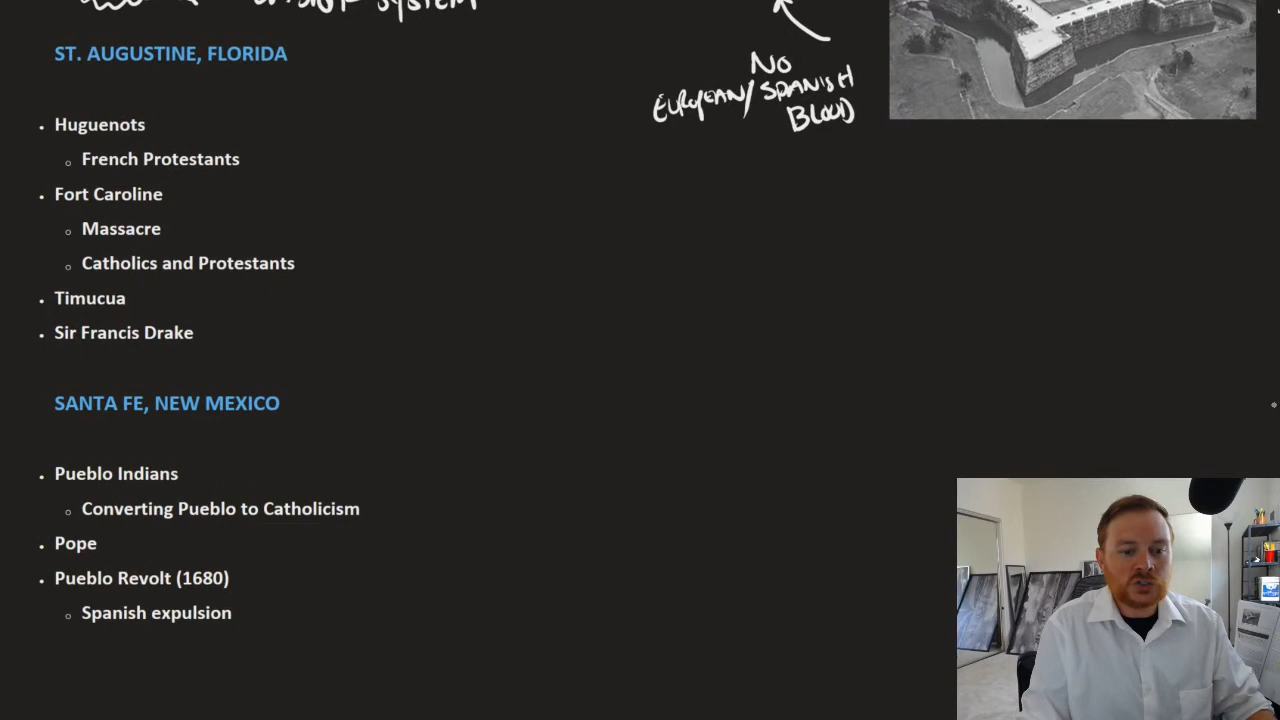 SYSTEM
ST. AUGUSTINE, FLORIDA
NO
EUROPEAN/SPANISH
BLOOD
Huguenots
French Protestants
Fort Caroline
Massacre
Catholics and Protestants
Timucua
Sir Francis Drake
SANTA FE, NEW MEXICO
Pueblo Indians
Converting Pueblo to Catholicism
Pope
Pueblo Revolt (1680)
Spanish expulsion